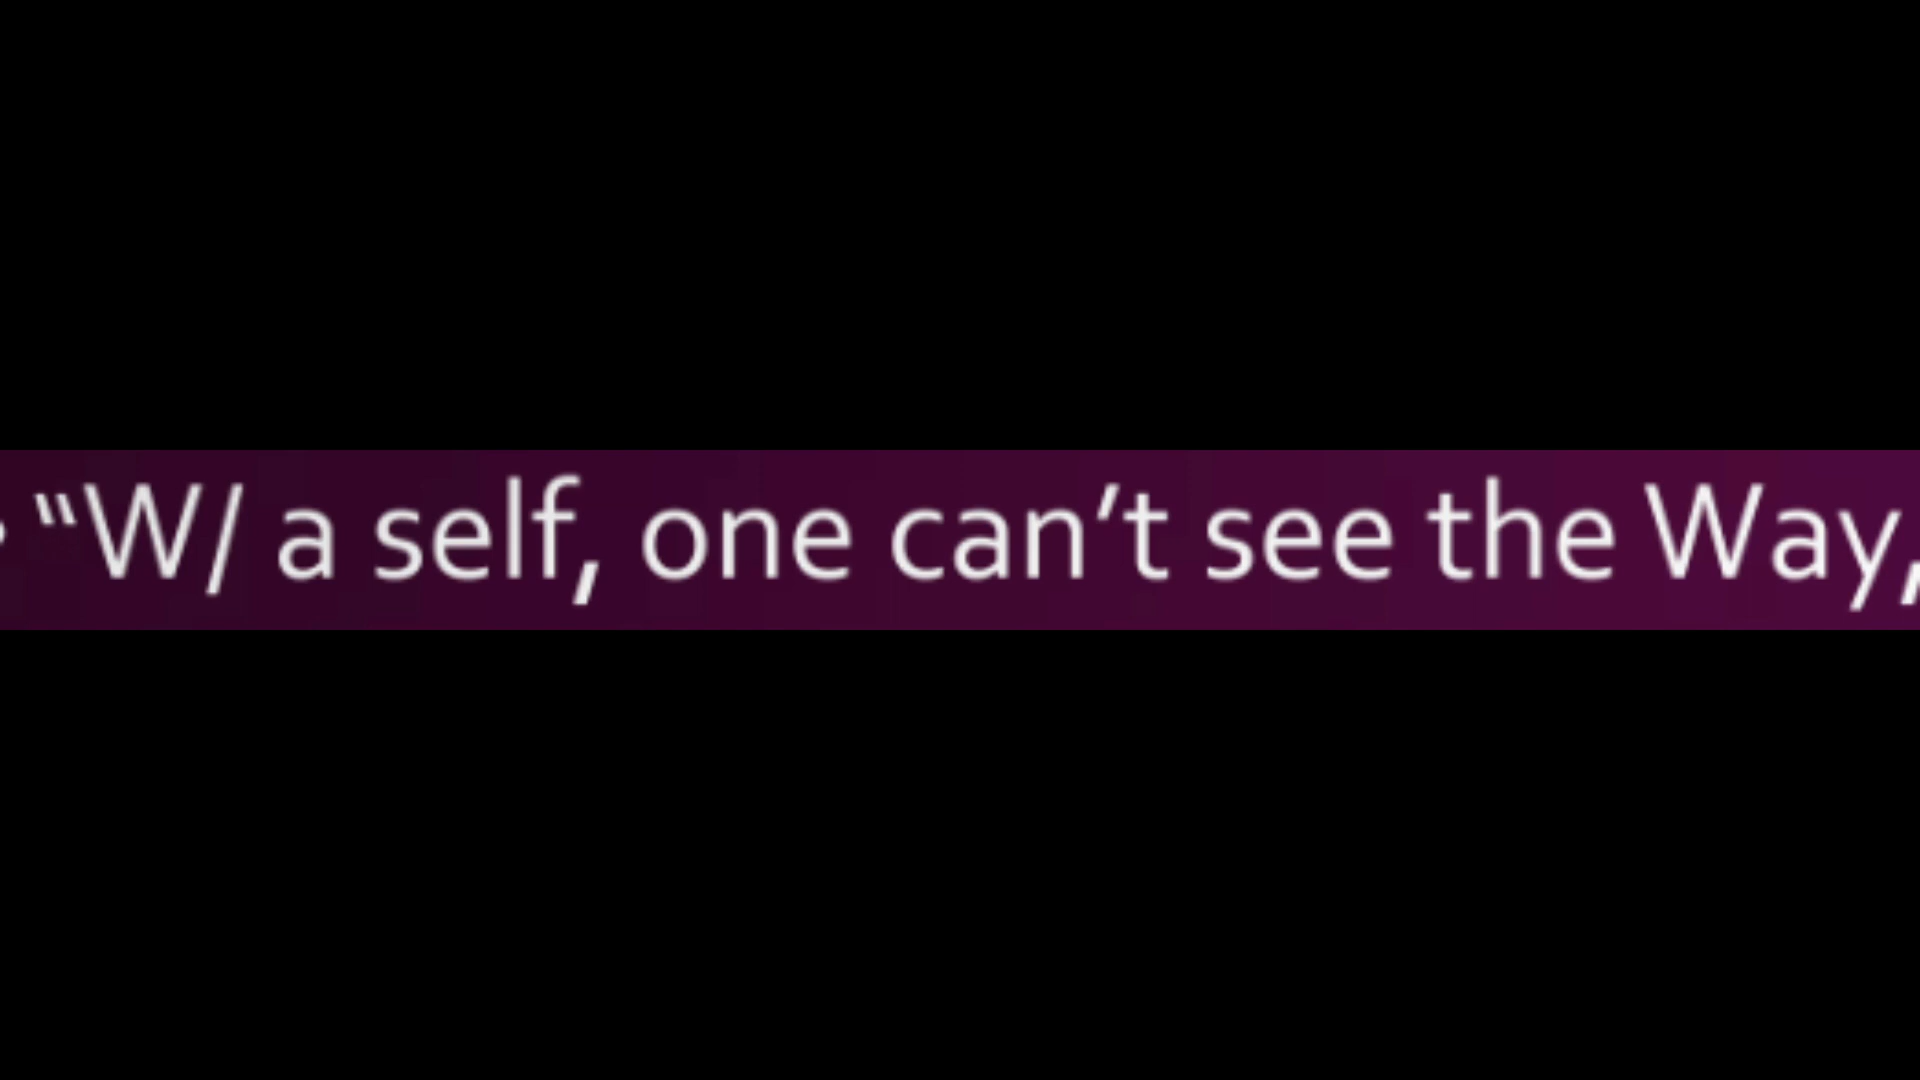 • “W/ a self, one can’t see the Way,